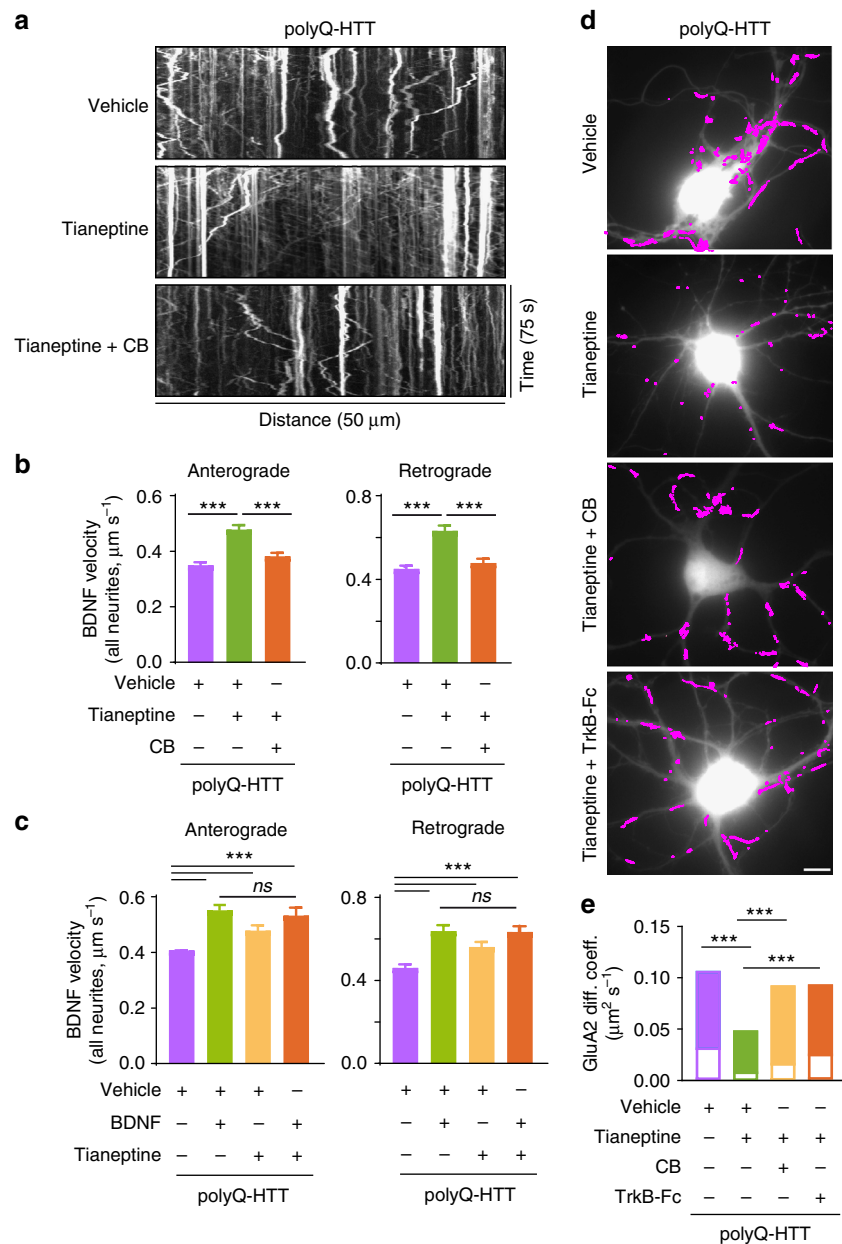 a
polyQ-HTT
Vehicle
Tianeptine
Tianeptine + CB
Time (75 s)
Distance (50 μm)
b
Anterograde
Retrograde
BDNF velocity
(all neurites, μm s⁻¹)
0.6
0.4
0.2
0.0
*** ***
0.8
0.4
0.0
*** ***
Vehicle + + – + + –
Tianeptine – + + – + +
CB – – + – – +
polyQ-HTT polyQ-HTT
c
Anterograde
Retrograde
BDNF velocity
(all neurites, μm s⁻¹)
0.6
0.4
0.2
0.0
***
ns
0.8
0.4
0.0
***
ns
Vehicle + + + – + + + –
BDNF – + – + – + – +
Tianeptine – – + + – – + +
polyQ-HTT polyQ-HTT
d
polyQ-HTT
Vehicle
Tianeptine
Tianeptine + CB
Tianeptine + TrkB-Fc
e
GluA2 diff. coeff.
(μm² s⁻¹)
0.15
0.10
0.05
0.00
***
***
***
Vehicle + + – –
Tianeptine – + + +
CB – – + –
TrkB-Fc – – – +
polyQ-HTT